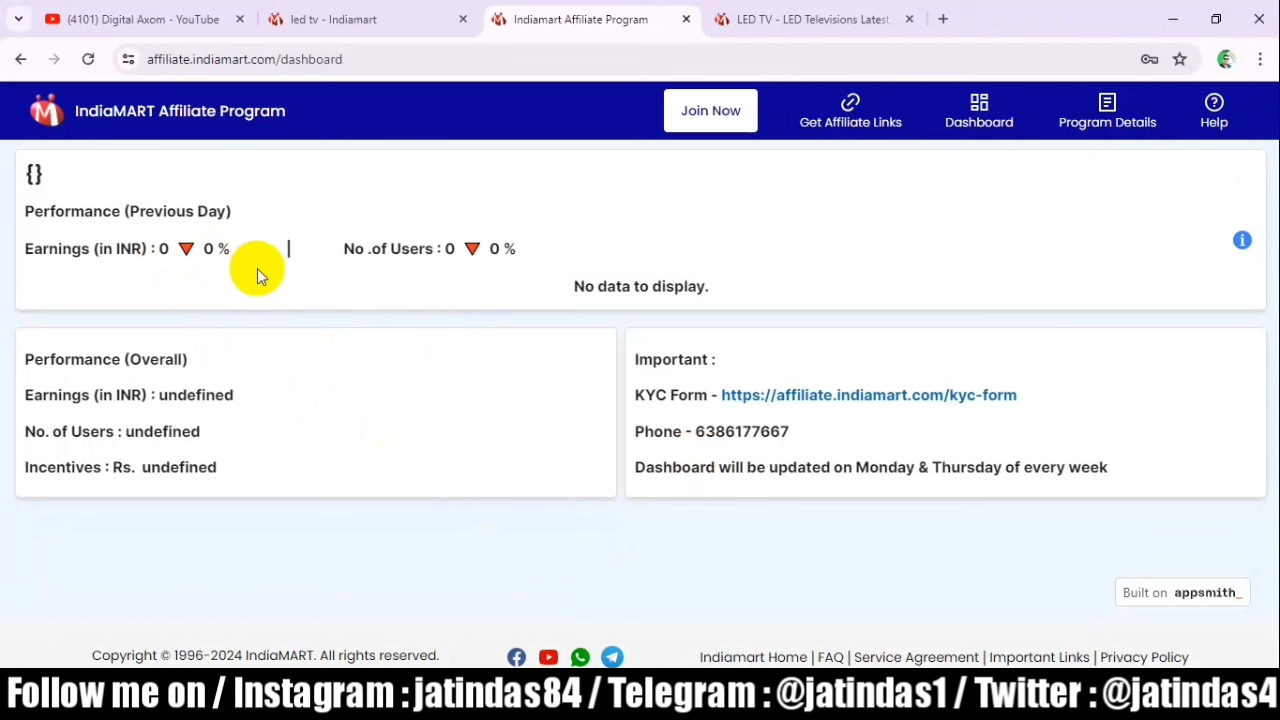 (4101) Digital Axom - YouTube
led tv - Indiamart
Indiamart Affiliate Program
LED TV - LED Televisions Latest
affiliate.indiamart.com/dashboard
IndiaMART Affiliate Program
Join Now
Get Affiliate Links
Dashboard
Program Details
Help
{}
Performance (Previous Day)
Earnings (in INR) : 0 🔻 0 % | No .of Users : 0 🔻 0 %
No data to display.
Performance (Overall)
Earnings (in INR) : undefined
No. of Users : undefined
Incentives : Rs. undefined
Important :
KYC Form - https://affiliate.indiamart.com/kyc-form
Phone - 6386177667
Dashboard will be updated on Monday & Thursday of every week
Built on appsmith_
Copyright © 1996-2024 IndiaMART. All rights reserved.
Indiamart Home | FAQ | Service Agreement | Important Links | Privacy Policy
Follow me on / Instagram : jatindas84 / Telegram : @jatindas1 / Twitter : @jatindas4